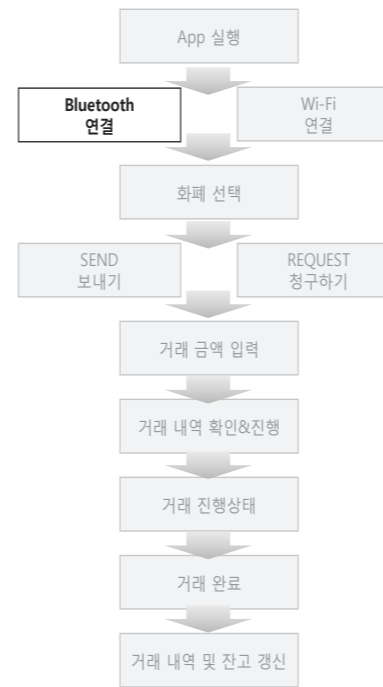 App 실행
Bluetooth
연결
Wi-Fi
연결
화폐 선택
SEND
보내기
REQUEST
청구하기
거래 금액 입력
거래 내역 확인&진행
거래 진행상태
거래 완료
거래 내역 및 잔고 갱신